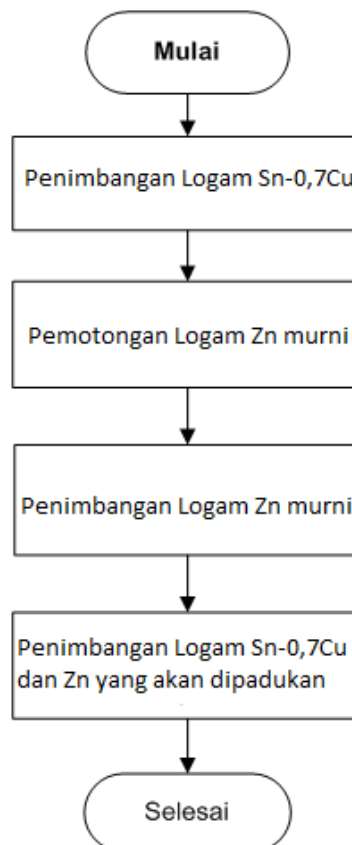 Mulai
Penimbangan Logam Sn-0,7Cu
Pemotongan Logam Zn murni
Penimbangan Logam Zn murni
Penimbangan Logam Sn-0,7Cu
dan Zn yang akan dipadukan
Selesai